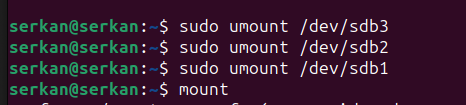 serkan@serkan:~$ sudo umount /dev/sdb3
serkan@serkan:~$ sudo umount /dev/sdb2
serkan@serkan:~$ sudo umount /dev/sdb1
serkan@serkan:~$ mount